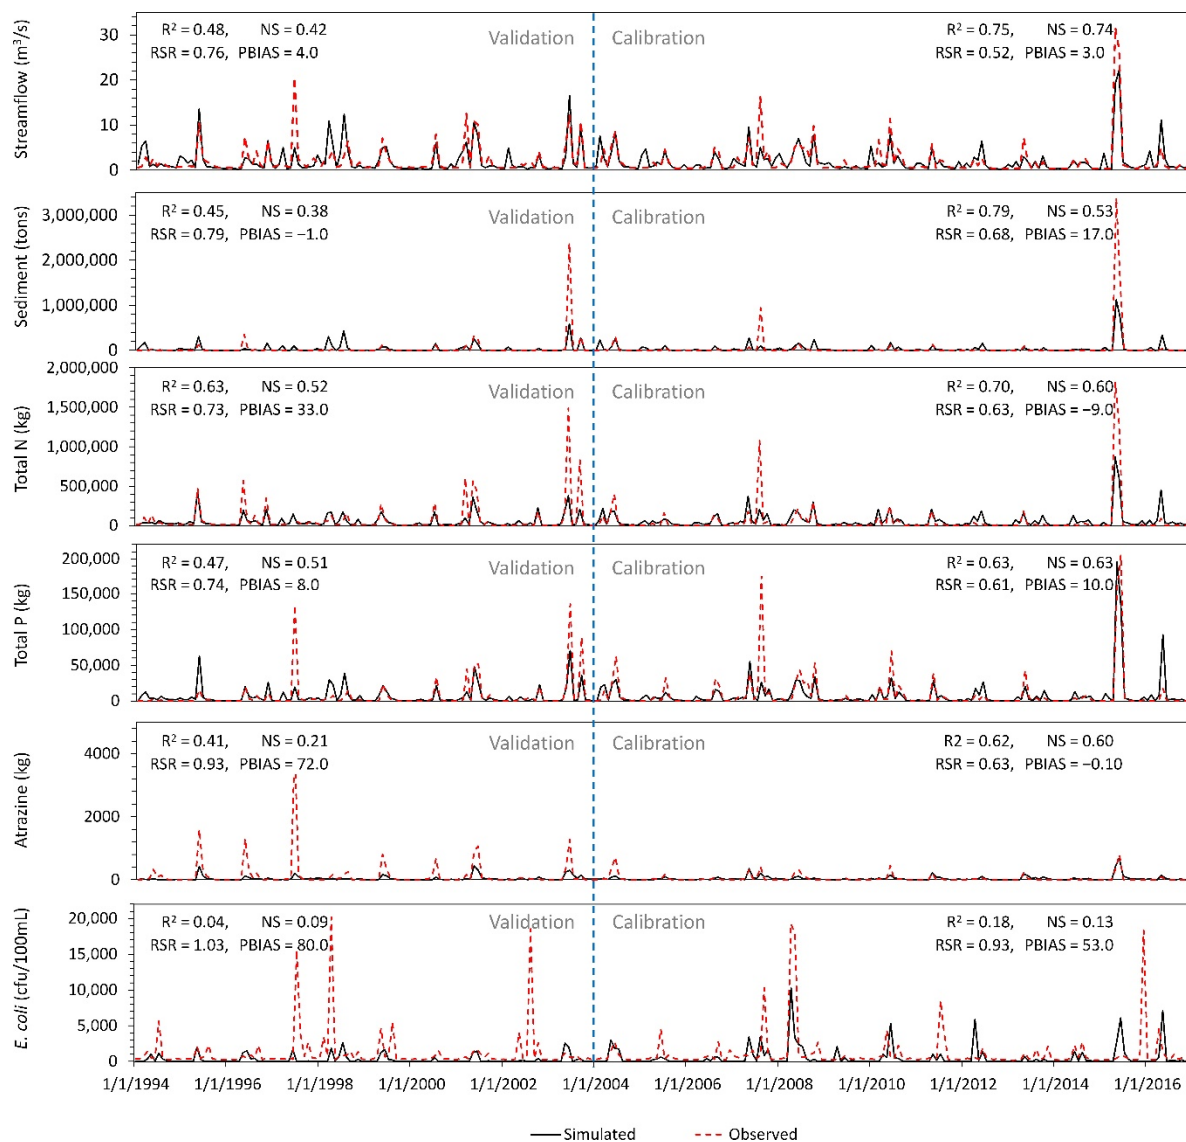 Streamflow (m³/s)
30
20
10
0
R² = 0.48, NS = 0.42
RSR = 0.76, PBIAS = 4.0
Validation
Calibration
R² = 0.75, NS = 0.74
RSR = 0.52, PBIAS = 3.0
Sediment (tons)
3,000,000
2,000,000
1,000,000
0
R² = 0.45, NS = 0.38
RSR = 0.79, PBIAS = −1.0
Validation
Calibration
R² = 0.79, NS = 0.53
RSR = 0.68, PBIAS = 17.0
Total N (kg)
2,000,000
1,500,000
1,000,000
500,000
0
R² = 0.63, NS = 0.52
RSR = 0.73, PBIAS = 33.0
Validation
Calibration
R² = 0.70, NS = 0.60
RSR = 0.63, PBIAS = −9.0
Total P (kg)
200,000
150,000
100,000
50,000
0
R² = 0.47, NS = 0.51
RSR = 0.74, PBIAS = 8.0
Validation
Calibration
R² = 0.63, NS = 0.63
RSR = 0.61, PBIAS = 10.0
Atrazine (kg)
4000
2000
0
R² = 0.41, NS = 0.21
RSR = 0.93, PBIAS = 72.0
Validation
Calibration
R2 = 0.62, NS = 0.60
RSR = 0.63, PBIAS = −0.10
E. coli (cfu/100mL)
20,000
15,000
10,000
5,000
0
R² = 0.04, NS = 0.09
RSR = 1.03, PBIAS = 80.0
Validation
Calibration
R² = 0.18, NS = 0.13
RSR = 0.93, PBIAS = 53.0
1/1/1994 1/1/1996 1/1/1998 1/1/2000 1/1/2002 1/1/2004 1/1/2006 1/1/2008 1/1/2010 1/1/2012 1/1/2014 1/1/2016
Simulated Observed